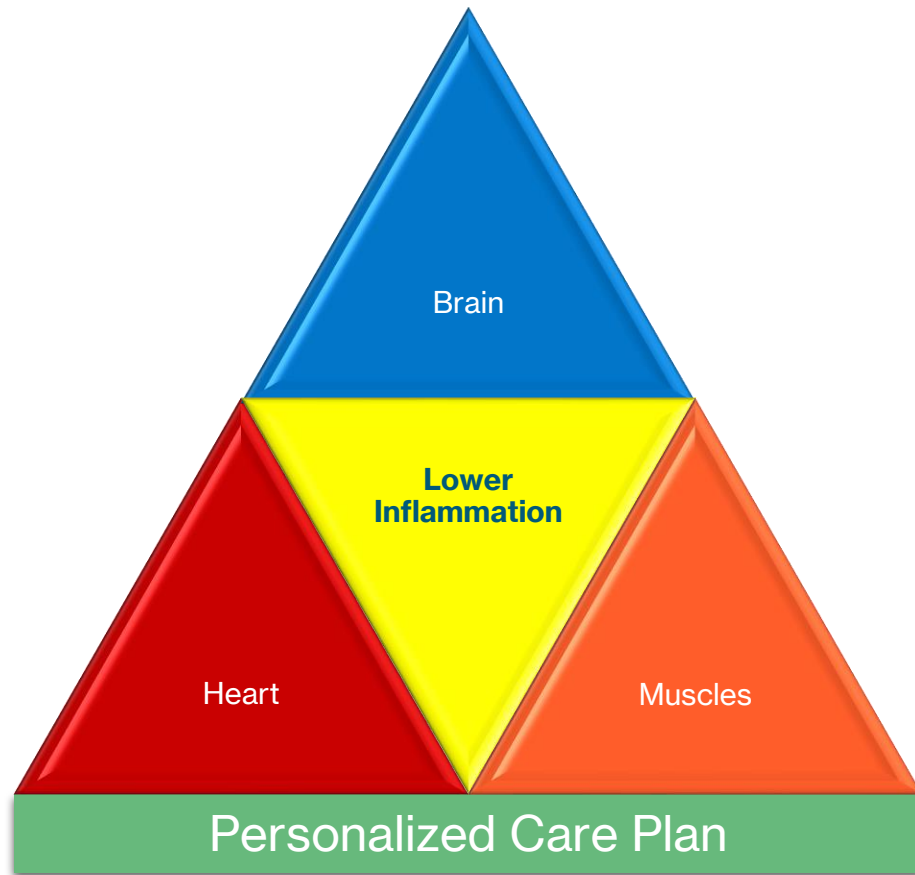 Brain
Lower
Inflammation
Heart
Muscles
Personalized Care Plan